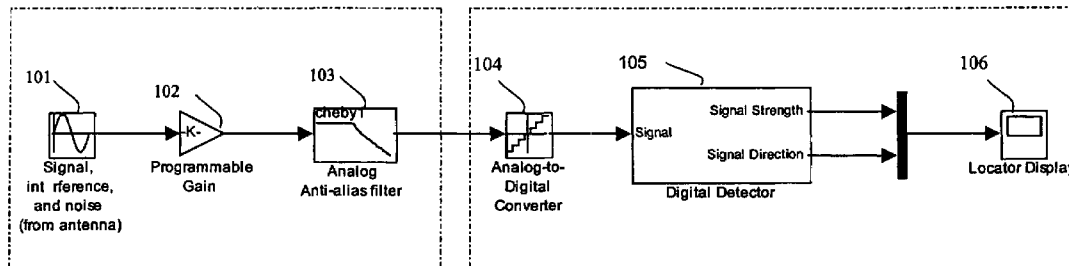 101
102
103
104
105
106
cheby1
-K-
Signal
Signal Strength
Signal Direction
Signal,
int rference,
and noise
(from antenna)
Programmable
Gain
Analog
Anti-alias filter
Analog-to-
Digital
Converter
Digital Detector
Locator Display